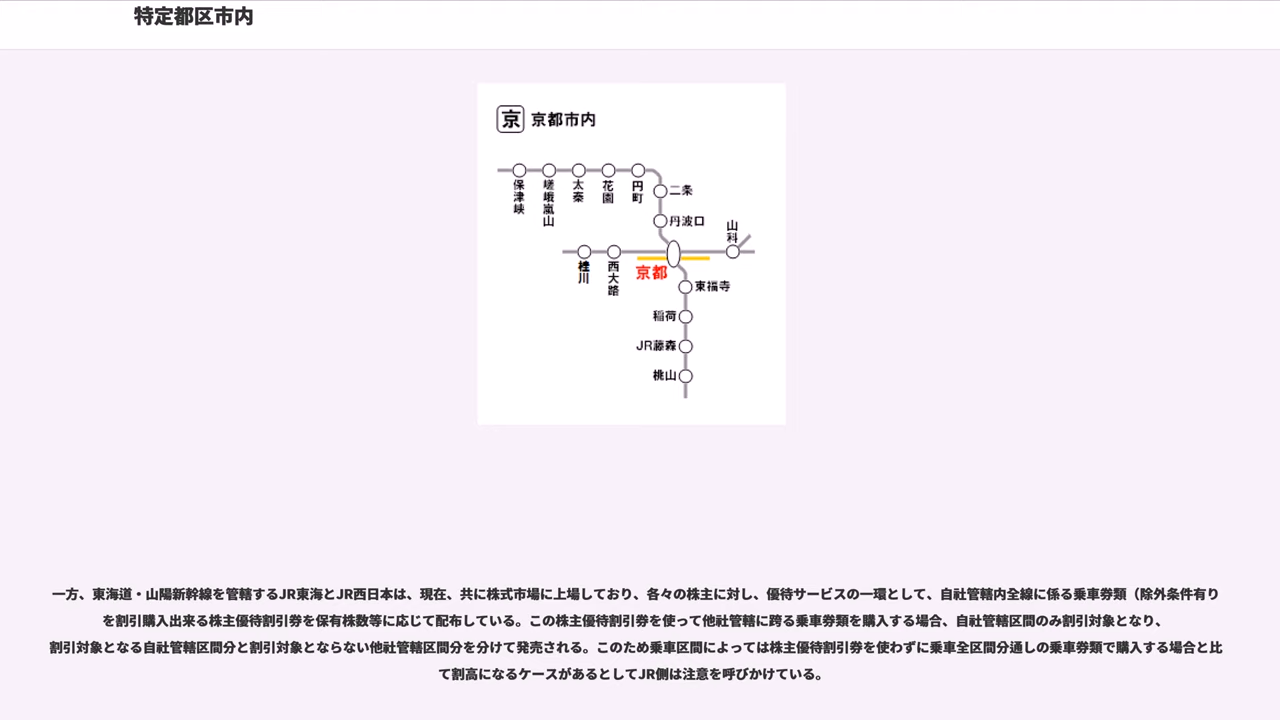 特定都区市内
京 京都市内
保津峡
嵯峨嵐山
太秦
花園
円町
二条
丹波口
山科
桂川
西大路
京都
東福寺
稲荷
JR藤森
桃山
一方、東海道・山陽新幹線を管轄するJR東海とJR西日本は、現在、共に株式市場に上場しており、各々の株主に対し、優待サービスの一環として、自社管轄内全線に係る乗車券類（除外条件有り
を割引購入出来る株主優待割引券を保有株数等に応じて配布している。この株主優待割引券を使って他社管轄に跨る乗車券類を購入する場合、自社管轄区間のみ割引対象となり、
割引対象となる自社管轄区間分と割引対象とならない他社管轄区間分を分けて発売される。このため乗車区間によっては株主優待割引券を使わずに乗車全区間分通しの乗車券類で購入する場合と比
て割高になるケースがあるとしてJR側は注意を呼びかけている。